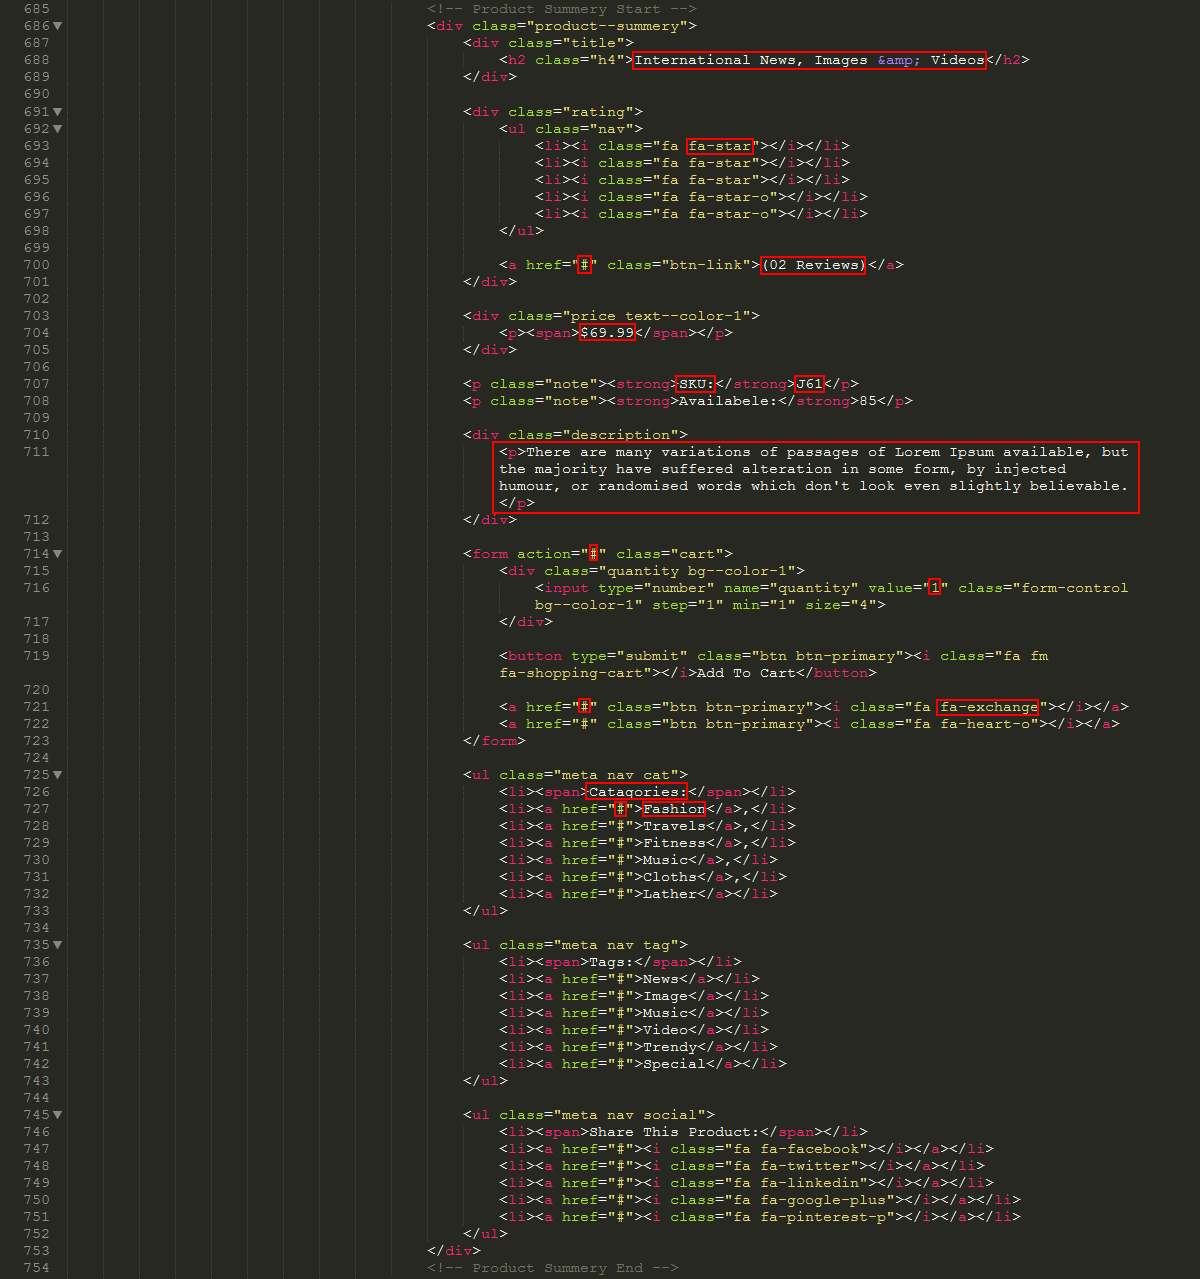 685 <!-- Product Summery Start -->
686 <div class="product--summery">
687 <div class="title">
688 <h2 class="h4">International News, Images &amp; Videos</h2>
689 </div>
690
691 <div class="rating">
692 <ul class="nav">
693 <li><i class="fa fa-star"></i></li>
694 <li><i class="fa fa-star"></i></li>
695 <li><i class="fa fa-star"></i></li>
696 <li><i class="fa fa-star-o"></i></li>
697 <li><i class="fa fa-star-o"></i></li>
698 </ul>
699
700 <a href="#" class="btn-link">(02 Reviews)</a>
701 </div>
702
703 <div class="price text--color-1">
704 <p><span>$69.99</span></p>
705 </div>
706
707 <p class="note"><strong>SKU:</strong>J61</p>
708 <p class="note"><strong>Availabele:</strong>85</p>
709
710 <div class="description">
711 <p>There are many variations of passages of Lorem Ipsum available, but
the majority have suffered alteration in some form, by injected
humour, or randomised words which don't look even slightly believable.
</p>
712 </div>
713
714 <form action="#" class="cart">
715 <div class="quantity bg--color-1">
716 <input type="number" name="quantity" value="1" class="form-control
bg--color-1" step="1" min="1" size="4">
717 </div>
718
719 <button type="submit" class="btn btn-primary"><i class="fa fm
fa-shopping-cart"></i>Add To Cart</button>
720
721 <a href="#" class="btn btn-primary"><i class="fa fa-exchange"></i></a>
722 <a href="#" class="btn btn-primary"><i class="fa fa-heart-o"></i></a>
723 </form>
724
725 <ul class="meta nav cat">
726 <li><span>Catagories:</span></li>
727 <li><a href="#">Fashion</a>,</li>
728 <li><a href="#">Travels</a>,</li>
729 <li><a href="#">Fitness</a>,</li>
730 <li><a href="#">Music</a>,</li>
731 <li><a href="#">Cloths</a>,</li>
732 <li><a href="#">Lather</a></li>
733 </ul>
734
735 <ul class="meta nav tag">
736 <li><span>Tags:</span></li>
737 <li><a href="#">News</a></li>
738 <li><a href="#">Image</a></li>
739 <li><a href="#">Music</a></li>
740 <li><a href="#">Video</a></li>
741 <li><a href="#">Trendy</a></li>
742 <li><a href="#">Special</a></li>
743 </ul>
744
745 <ul class="meta nav social">
746 <li><span>Share This Product:</span></li>
747 <li><a href="#"><i class="fa fa-facebook"></i></a></li>
748 <li><a href="#"><i class="fa fa-twitter"></i></a></li>
749 <li><a href="#"><i class="fa fa-linkedin"></i></a></li>
750 <li><a href="#"><i class="fa fa-google-plus"></i></a></li>
751 <li><a href="#"><i class="fa fa-pinterest-p"></i></a></li>
752 </ul>
753 </div>
754 <!-- Product Summery End -->